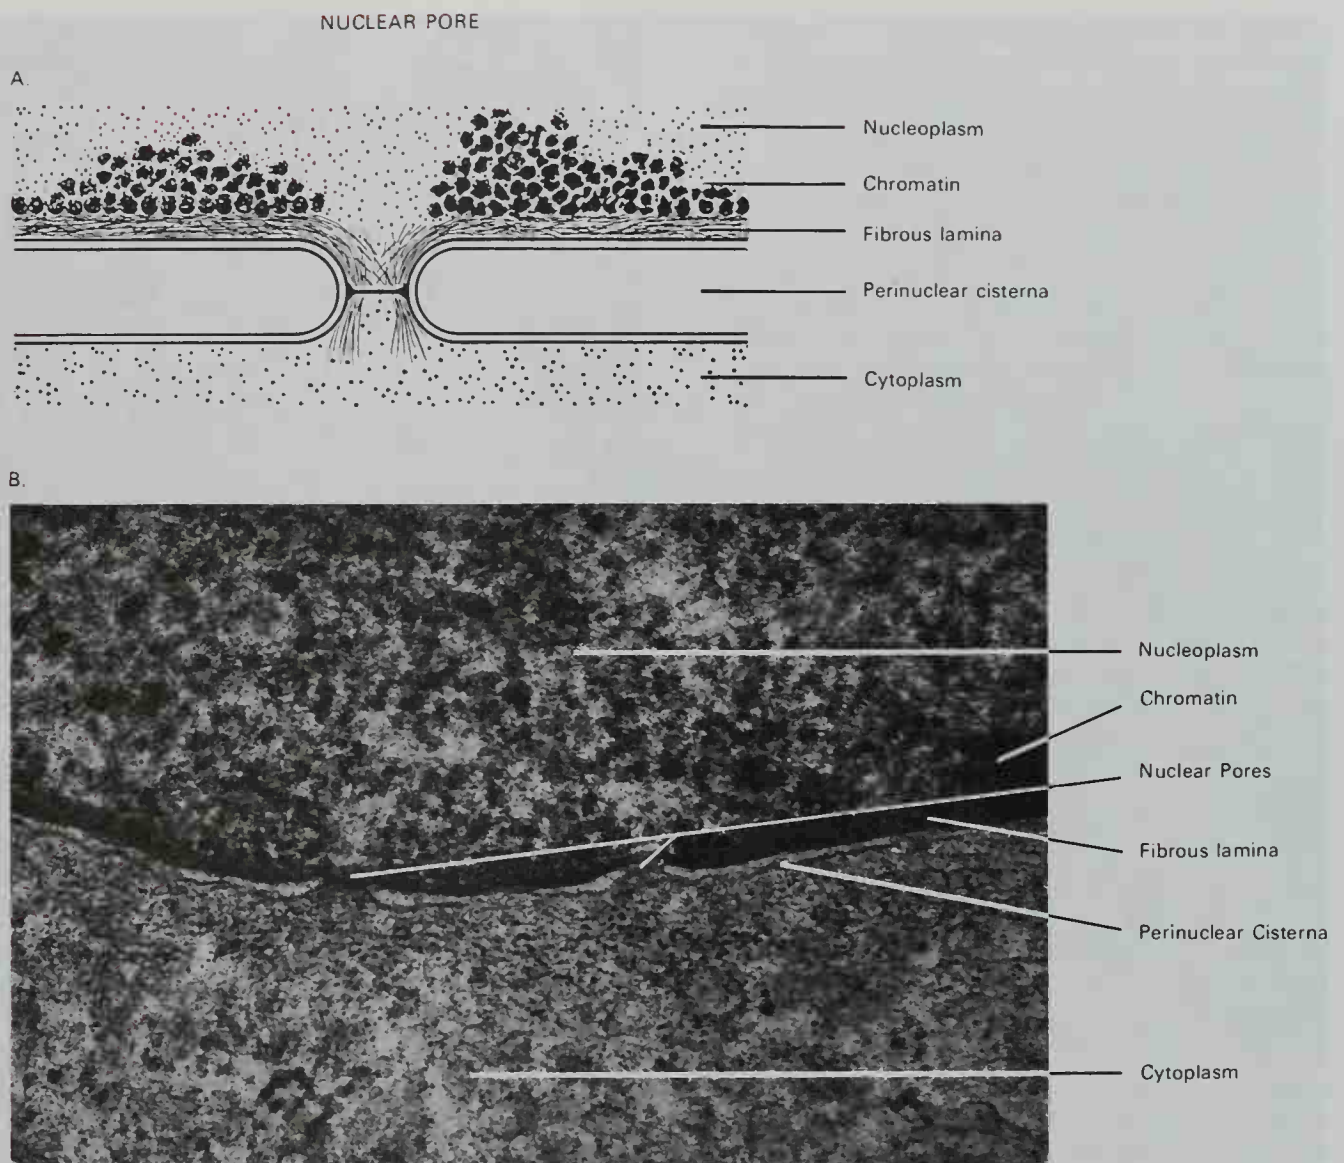 NUCLEAR PORE
A.
Nucleoplasm
Chromatin
Fibrous lamina
Perinuclear cisterna
Cytoplasm
B.
Nucleoplasm
Chromatin
Nuclear Pores
Fibrous lamina
Perinuclear Cisterna
Cytoplasm